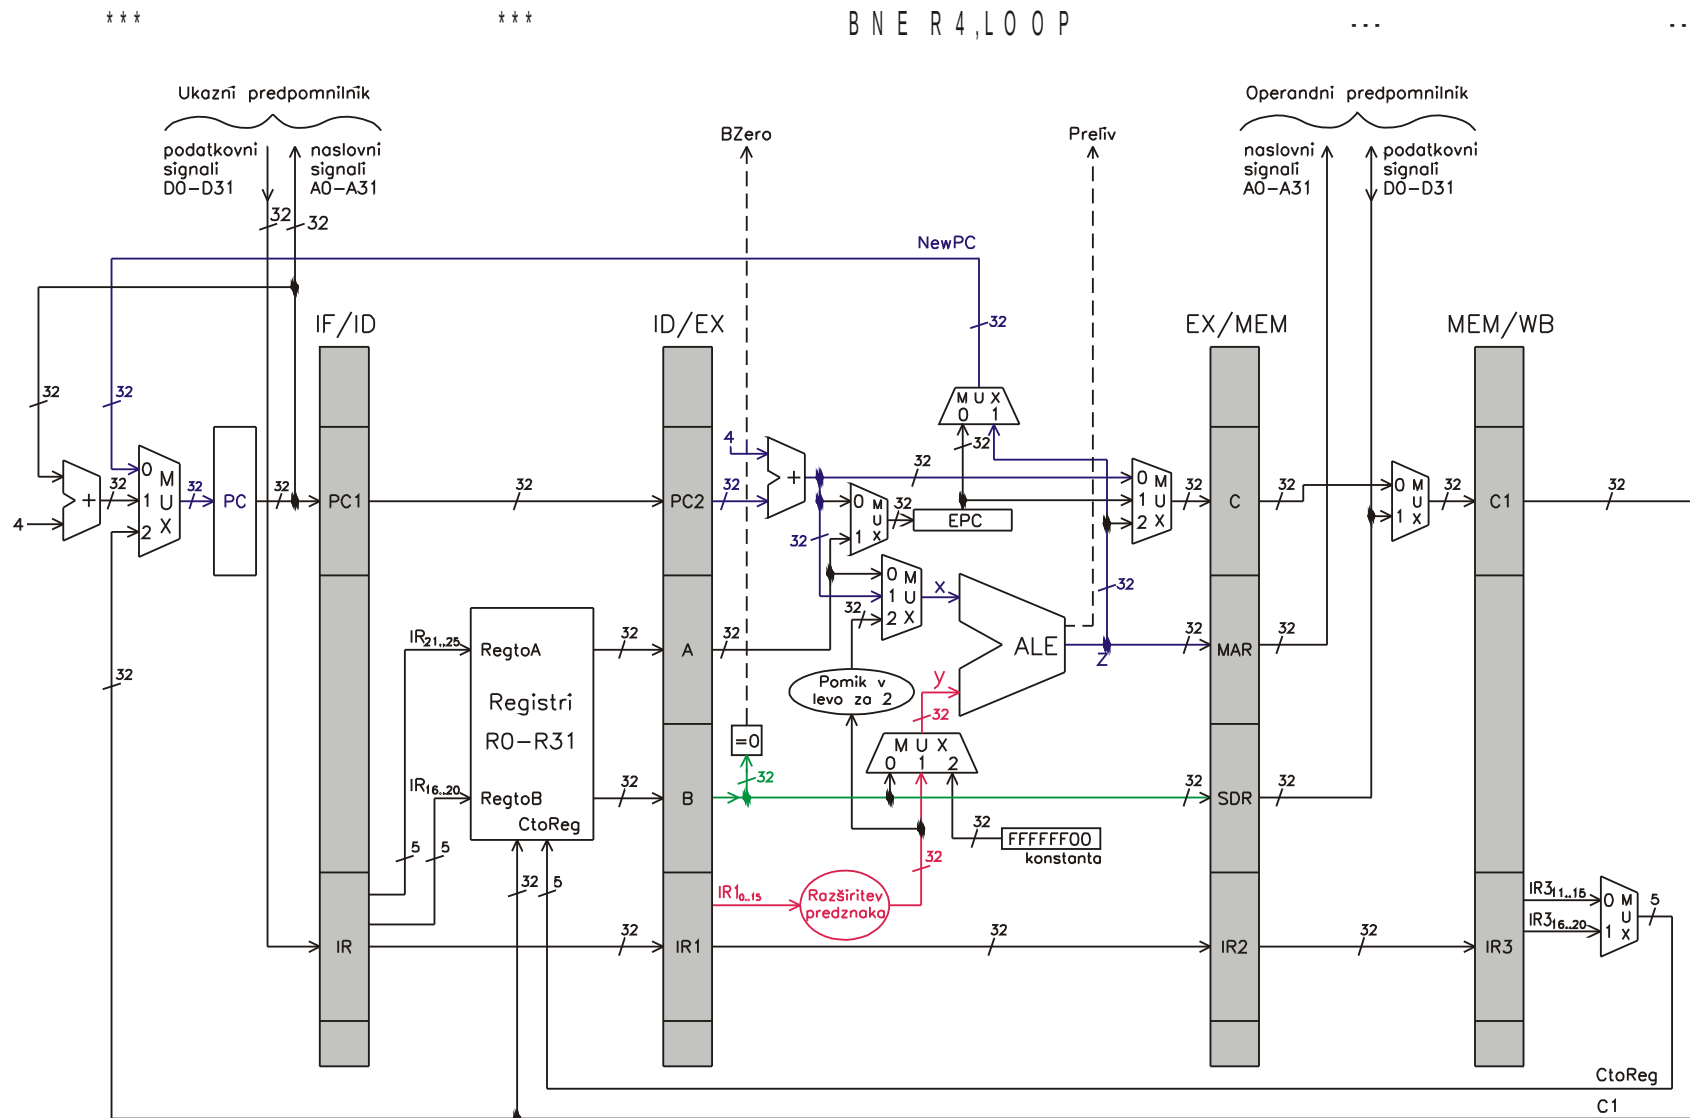 *** *** BNE R4,LOOP --- --
Ukazni predpomnilnik
Operandni predpomnilnik
podatkovni signali D0-D31
naslovni signali A0-A31
BZero
Preliv
naslovni signali A0-A31
podatkovni signali D0-D31
32
32
NewPC
32
IF/ID
ID/EX
EX/MEM
MEM/WB
32
32
4
+
32
0 1 2 MUX
32
PC
32
PC1
32
PC2
32
4
+
32
MUX 0 1
32
32
0 1 MUX
32
EPC
0 1 2 MUX
32
C
32
0 1 MUX
32
C1
32
32
IR21..25
RegtoA
Registri
R0-R31
IR16..20
RegtoB
CtoReg
5
5
32
5
32
32
A
32
0 1 2 MUX
32
x
ALE
z
32
32
MAR
32
Pomik v levo za 2
y
32
MUX
0 1 2
=0
32
B
32
SDR
32
32
FFFFFF00
konstanta
32
IR10..15
Razširitev predznaka
IR
32
IR1
32
IR2
32
IR3
IR311..15
IR316..20
0 1 MUX
5
CtoReg
C1